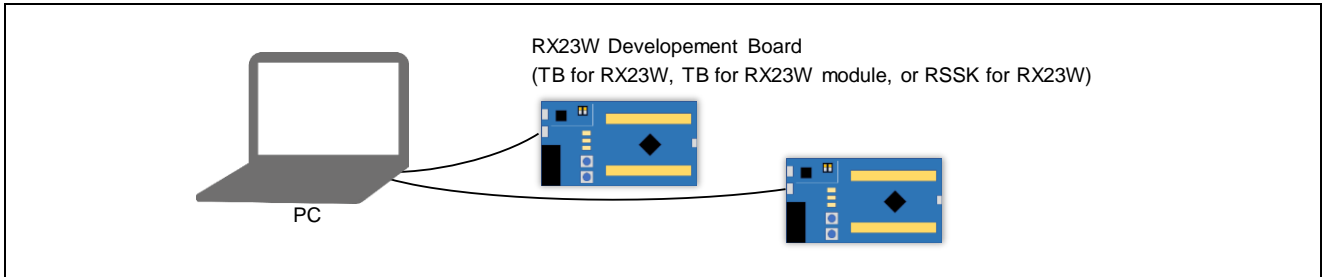 RX23W Developement Board
(TB for RX23W, TB for RX23W module, or RSSK for RX23W)
PC